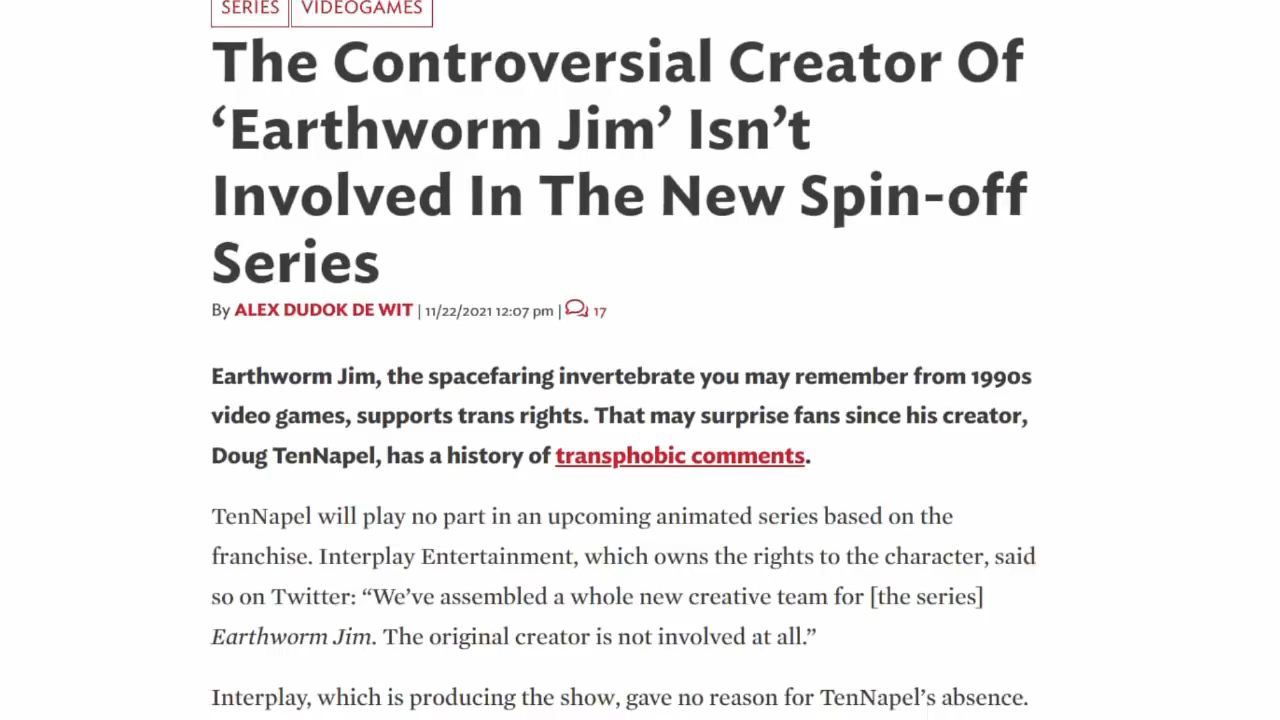 SERIES VIDEOGAMES
The Controversial Creator Of
‘Earthworm Jim’ Isn’t
Involved In The New Spin-off
Series
By ALEX DUDOK DE WIT | 11/22/2021 12:07 pm | 17
Earthworm Jim, the spacefaring invertebrate you may remember from 1990s
video games, supports trans rights. That may surprise fans since his creator,
Doug TenNapel, has a history of transphobic comments.
TenNapel will play no part in an upcoming animated series based on the
franchise. Interplay Entertainment, which owns the rights to the character, said
so on Twitter: “We’ve assembled a whole new creative team for [the series]
Earthworm Jim. The original creator is not involved at all.”
Interplay, which is producing the show, gave no reason for TenNapel’s absence.